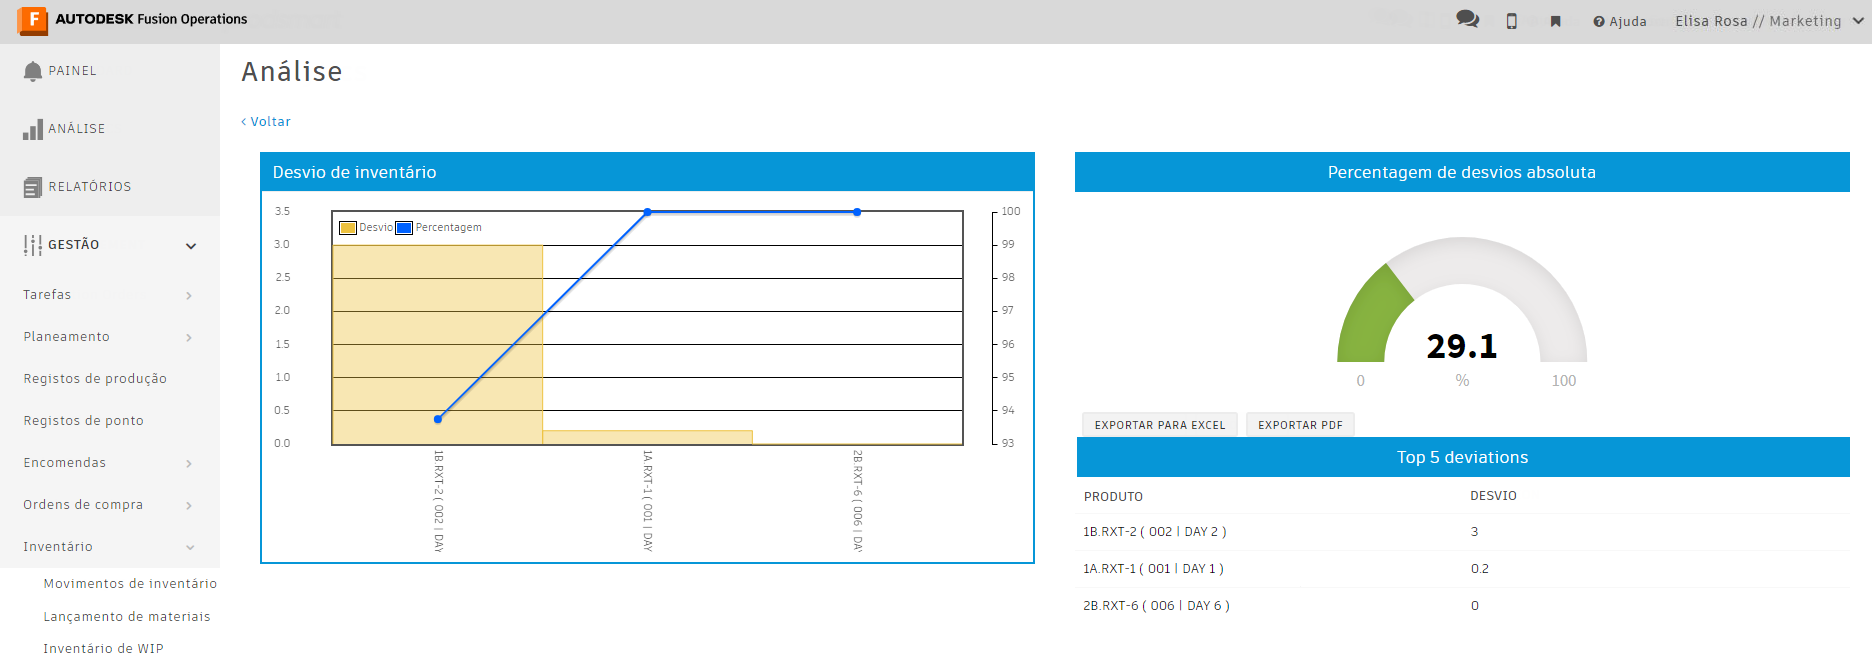 AUTODESK Fusion Operations
Ajuda
Elisa Rosa // Marketing
PAINEL
ANÁLISE
RELATÓRIOS
GESTÃO
Tarefas
Planeamento
Registos de produção
Registos de ponto
Encomendas
Ordens de compra
Inventário
Movimentos de inventário
Lançamento de materiais
Inventário de WIP
Análise
‹ Voltar
Desvio de inventário
Desvio
Percentagem
3.5
3.0
2.5
2.0
1.5
1.0
0.5
0.0
100
99
98
97
96
95
94
93
1B.RXT-2 ( 002 | DAY
1A.RXT-1 ( 001 | DAY
2B.RXT-6 ( 006 | DAY
Percentagem de desvios absoluta
29.1
0
%
100
EXPORTAR PARA EXCEL
EXPORTAR PDF
Top 5 deviations
PRODUTO DESVIO
1B.RXT-2 ( 002 | DAY 2 ) 3
1A.RXT-1 ( 001 | DAY 1 ) 0.2
2B.RXT-6 ( 006 | DAY 6 ) 0